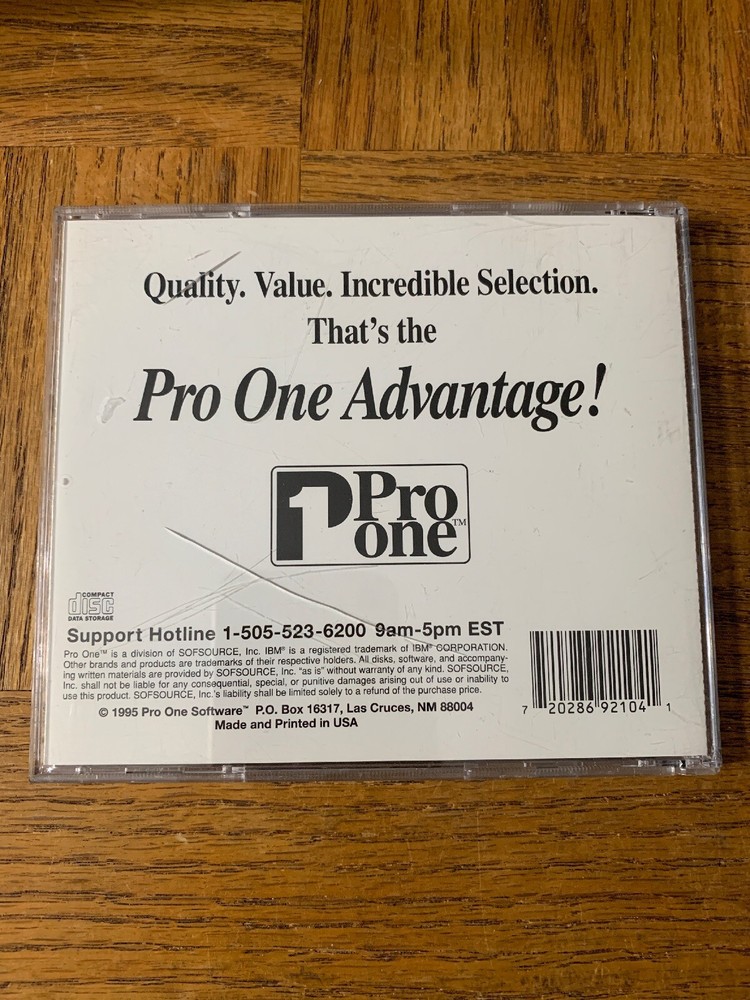 Quality. Value. Incredible Selection.
That's the
Pro One Advantage!
1 Pro
one™
COMPACT
disc
DATA STORAGE
Support Hotline 1-505-523-6200 9am-5pm EST
Pro One™ is a division of SOFSOURCE, Inc. IBM® is a registered trademark of IBM® CORPORATION.
Other brands and products are trademarks of their respective holders. All disks, software, and accompany-
ing written materials are provided by SOFSOURCE, Inc. "as is" without warranty of any kind. SOFSOURCE,
Inc. shall not be liable for any consequential, special, or punitive damages arising out of use or inability to
use this product. SOFSOURCE, Inc.'s liability shall be limited solely to a refund of the purchase price.
© 1995 Pro One Software™ P.O. Box 16317, Las Cruces, NM 88004
Made and Printed in USA
7 20286 92104 1